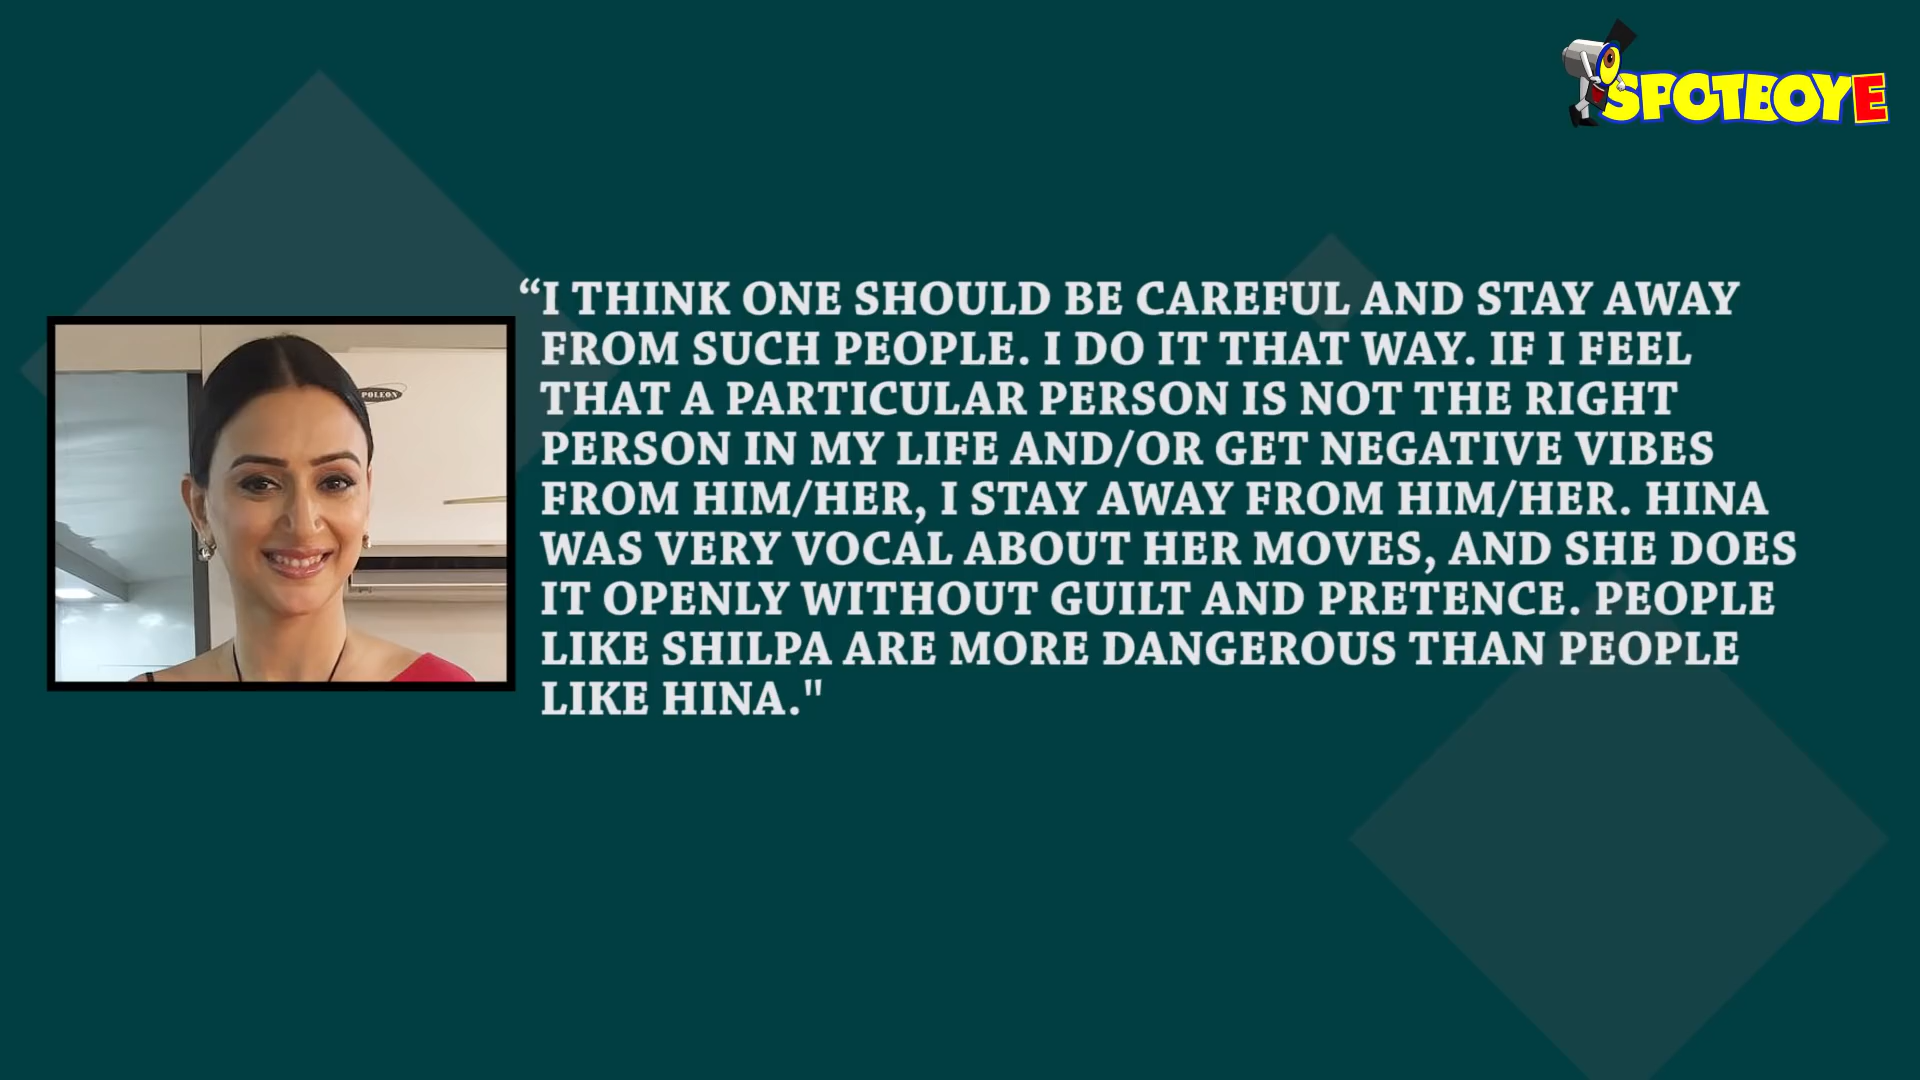 SPOTBOYE
“I THINK ONE SHOULD BE CAREFUL AND STAY AWAY
FROM SUCH PEOPLE. I DO IT THAT WAY. IF I FEEL
THAT A PARTICULAR PERSON IS NOT THE RIGHT
PERSON IN MY LIFE AND/OR GET NEGATIVE VIBES
FROM HIM/HER, I STAY AWAY FROM HIM/HER. HINA
WAS VERY VOCAL ABOUT HER MOVES, AND SHE DOES
IT OPENLY WITHOUT GUILT AND PRETENCE. PEOPLE
LIKE SHILPA ARE MORE DANGEROUS THAN PEOPLE
LIKE HINA."